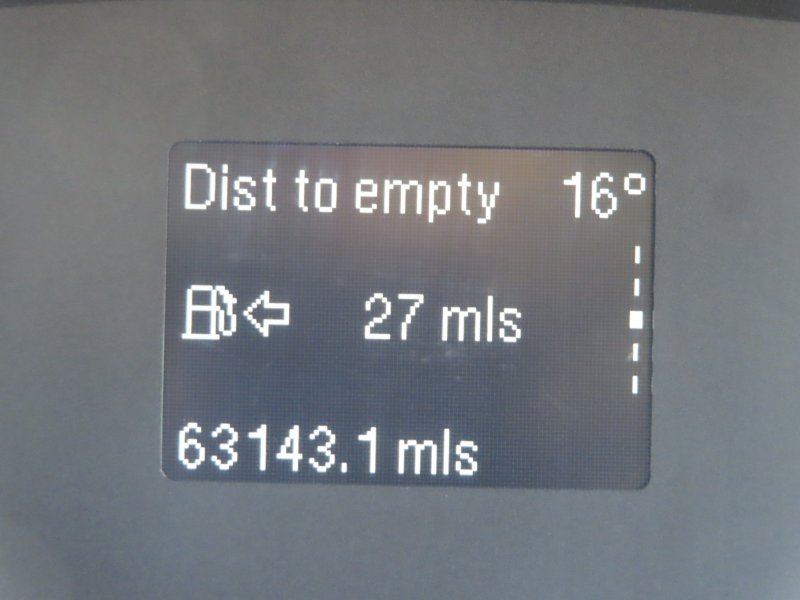 Dist to empty 16°
27 mls
63143.1 mls